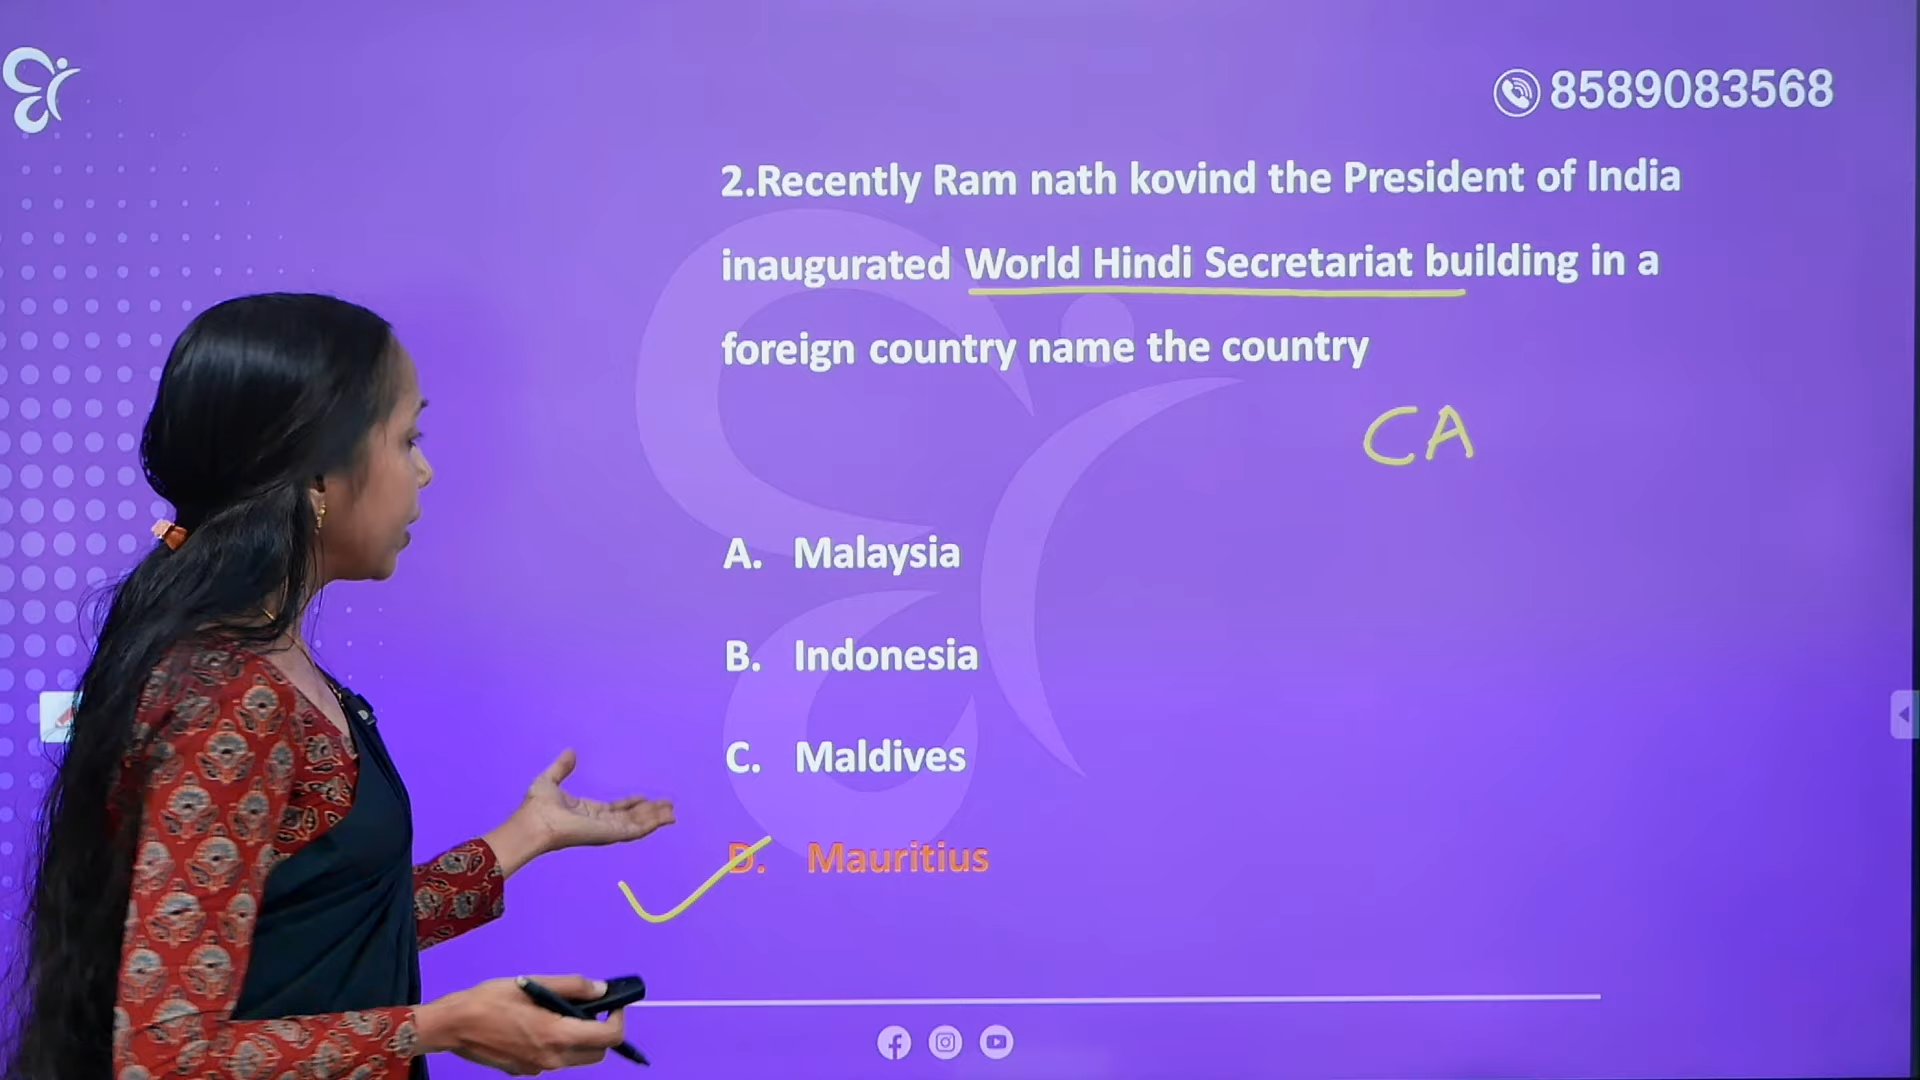 8589083568
2.Recently Ram nath kovind the President of India
inaugurated World Hindi Secretariat building in a
foreign country name the country
CA
A. Malaysia
B. Indonesia
C. Maldives
D. Mauritius